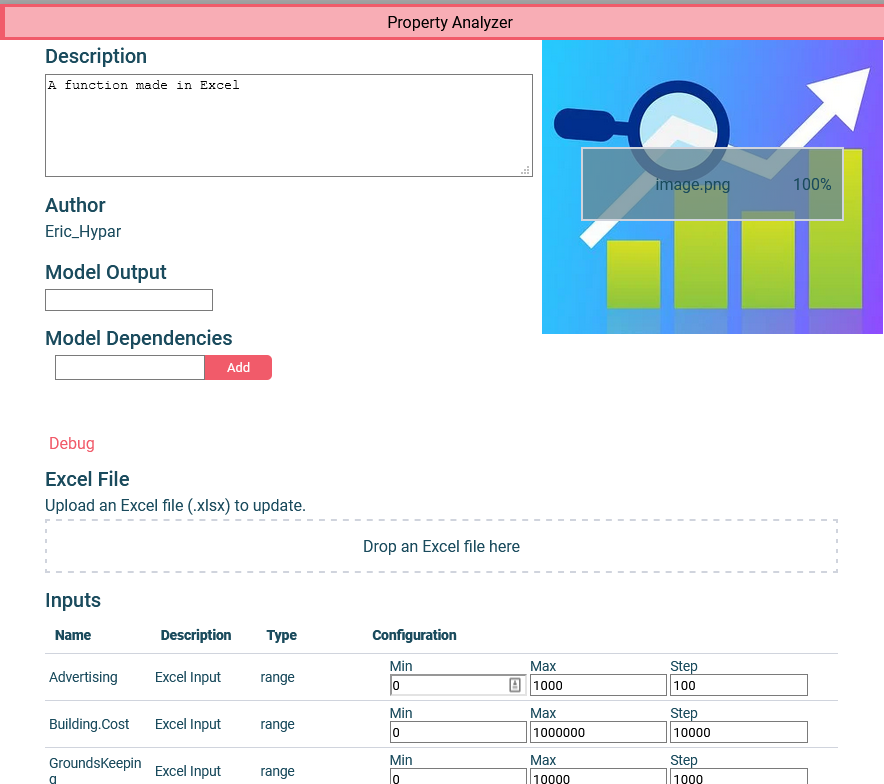 Property Analyzer
Description
A function made in Excel
image.png 100%
Author
Eric_Hypar
Model Output
Model Dependencies
Add
Debug
Excel File
Upload an Excel file (.xlsx) to update.
Drop an Excel file here
Inputs
Name Description Type Configuration
Min Max Step
Advertising Excel Input range
0 1000 100
Min Max Step
Building.Cost Excel Input range
0 1000000 10000
Min Max Step
GroundsKeepin
g Excel Input range
0 10000 1000